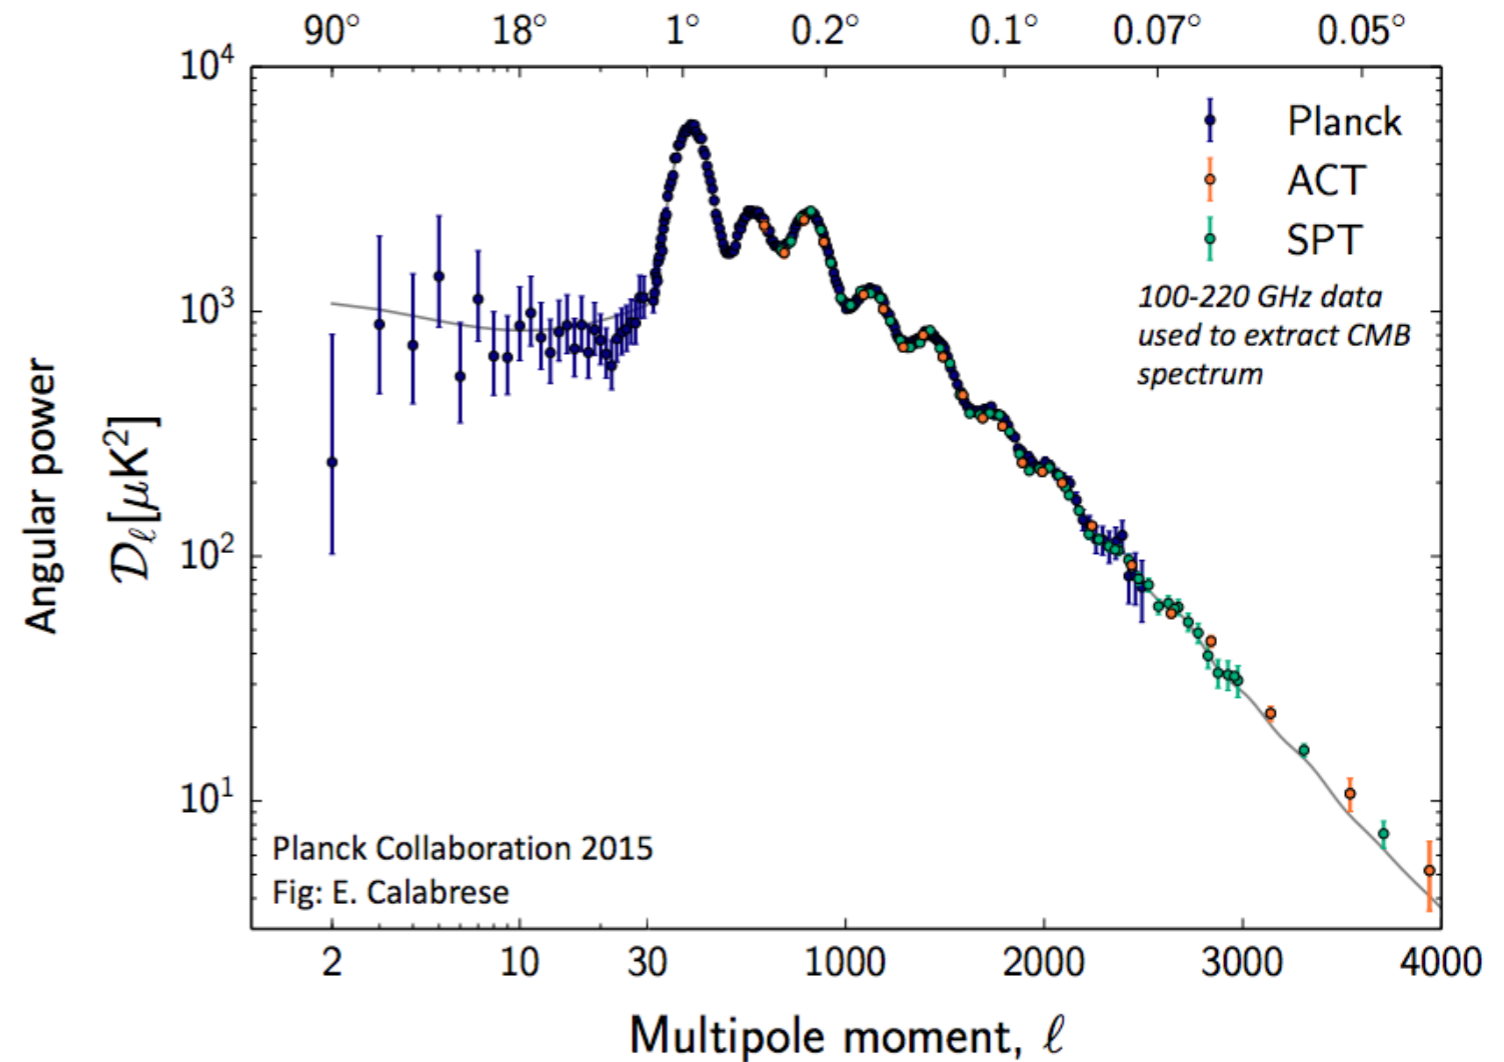 90° 18° 1° 0.2° 0.1° 0.07° 0.05°
10⁴
10³
10²
10¹
Angular power
𝒟ℓ[μK²]
Planck
ACT
SPT
100-220 GHz data
used to extract CMB
spectrum
Planck Collaboration 2015
Fig: E. Calabrese
2 10 30 1000 2000 3000 4000
Multipole moment, ℓ